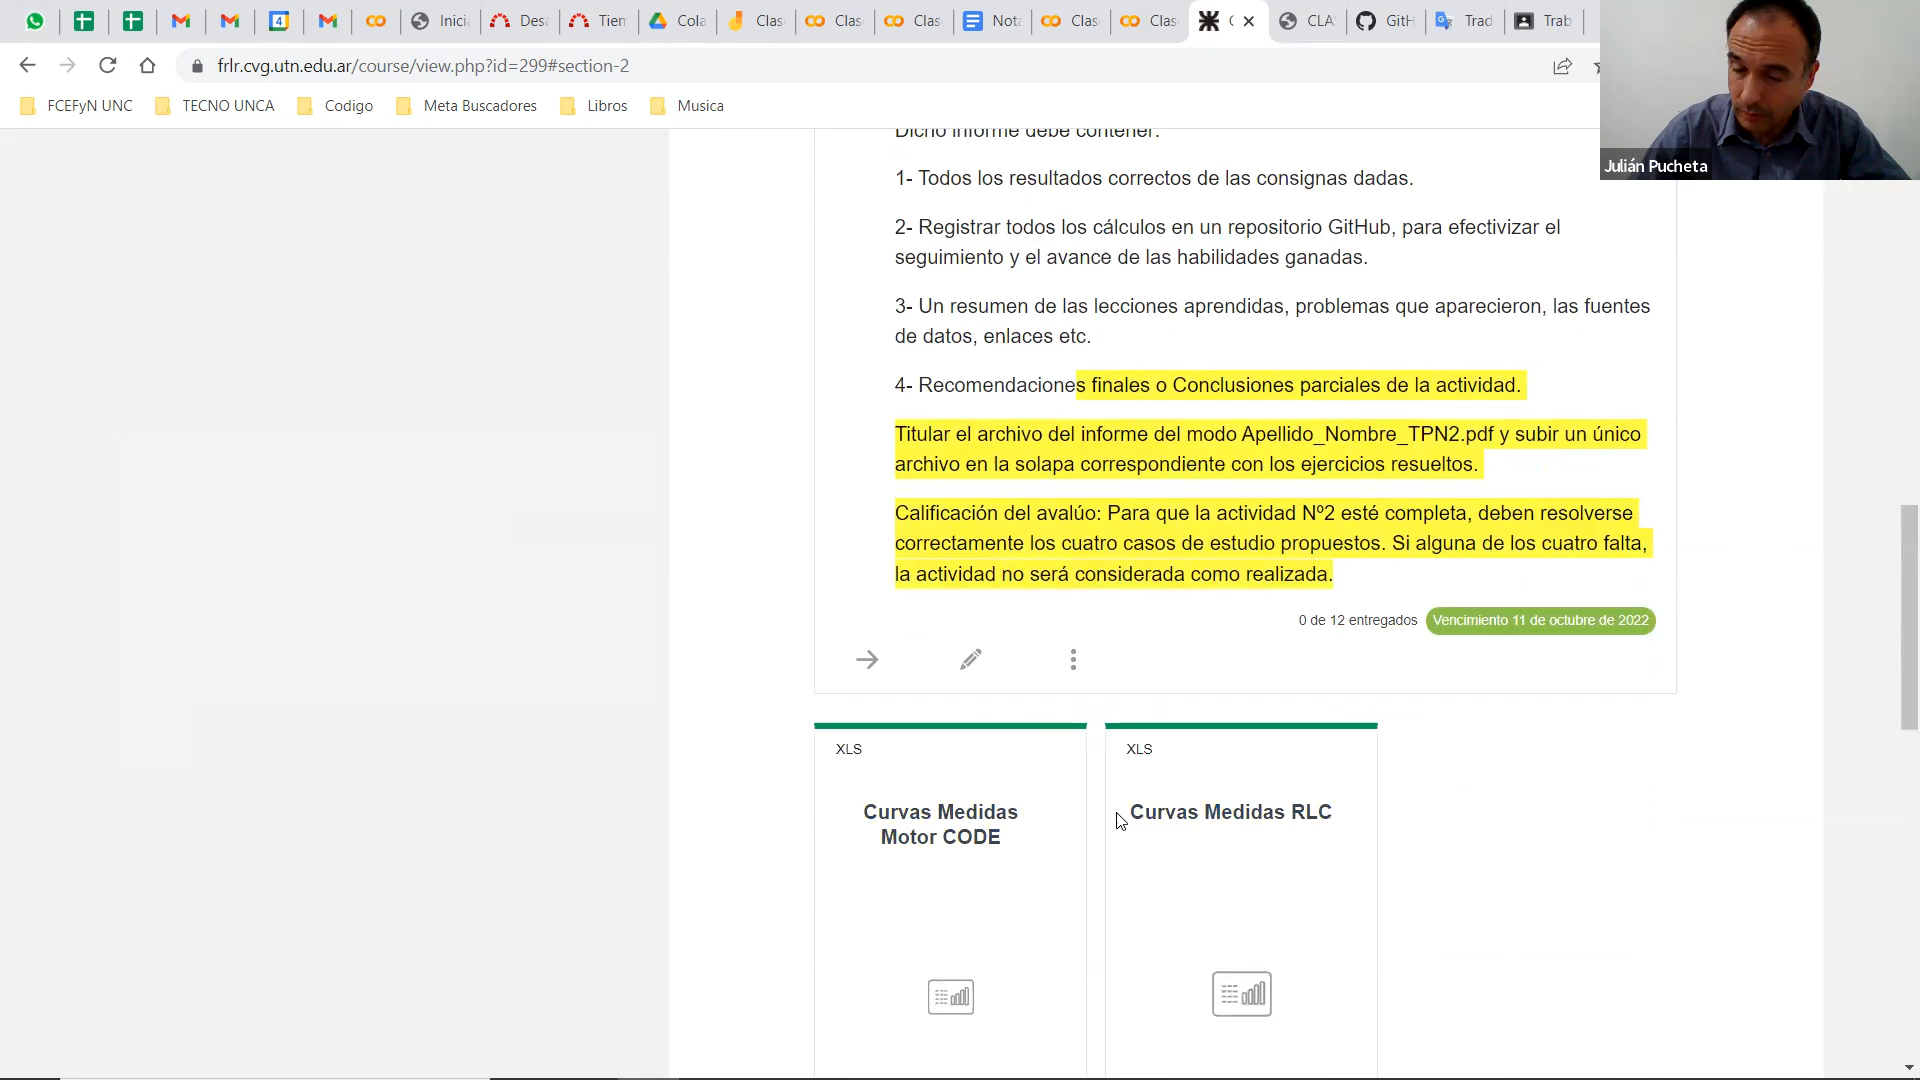 4
Inici
Desa
Tiem
Cola
Clas
Clas
Clas
Nota
Clas
Clas
CLA
GitH
Trad
Trab
frlr.cvg.utn.edu.ar/course/view.php?id=299#section-2
FCEFyN UNC
TECNO UNCA
Codigo
Meta Buscadores
Libros
Musica
Julián Pucheta
Dicho informe debe contener:
1- Todos los resultados correctos de las consignas dadas.
2- Registrar todos los cálculos en un repositorio GitHub, para efectivizar el
seguimiento y el avance de las habilidades ganadas.
3- Un resumen de las lecciones aprendidas, problemas que aparecieron, las fuentes
de datos, enlaces etc.
4- Recomendaciones finales o Conclusiones parciales de la actividad.
Titular el archivo del informe del modo Apellido_Nombre_TPN2.pdf y subir un único
archivo en la solapa correspondiente con los ejercicios resueltos.
Calificación del avalúo: Para que la actividad Nº2 esté completa, deben resolverse
correctamente los cuatro casos de estudio propuestos. Si alguna de los cuatro falta,
la actividad no será considerada como realizada.
0 de 12 entregados
Vencimiento 11 de octubre de 2022
XLS
Curvas Medidas
Motor CODE
XLS
Curvas Medidas RLC